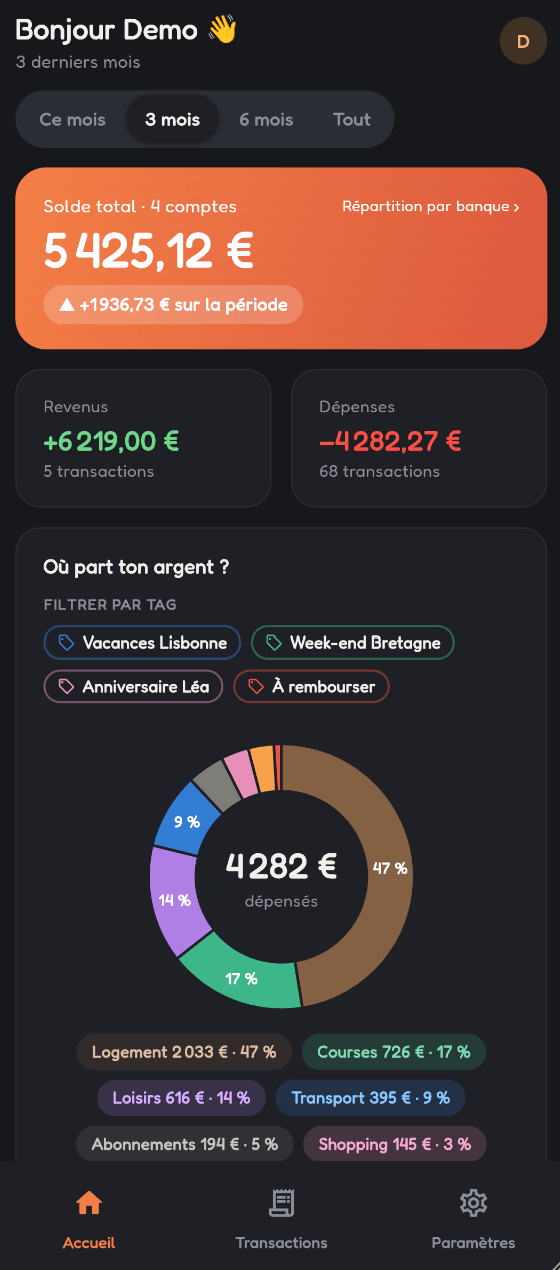 Bonjour Demo 👋
3 derniers mois
D
Ce mois 3 mois 6 mois Tout
Solde total · 4 comptes Répartition par banque ›
5 425,12 €
▲ +1 936,73 € sur la période
Revenus Dépenses
+6 219,00 € −4 282,27 €
5 transactions 68 transactions
Où part ton argent ?
FILTRER PAR TAG
Vacances Lisbonne Week-end Bretagne
Anniversaire Léa À rembourser
9 %
4 282 €
47 %
dépensés
14 %
17 %
Logement 2 033 € · 47 % Courses 726 € · 17 %
Loisirs 616 € · 14 % Transport 395 € · 9 %
Abonnements 194 € · 5 % Shopping 145 € · 3 %
Accueil Transactions Paramètres